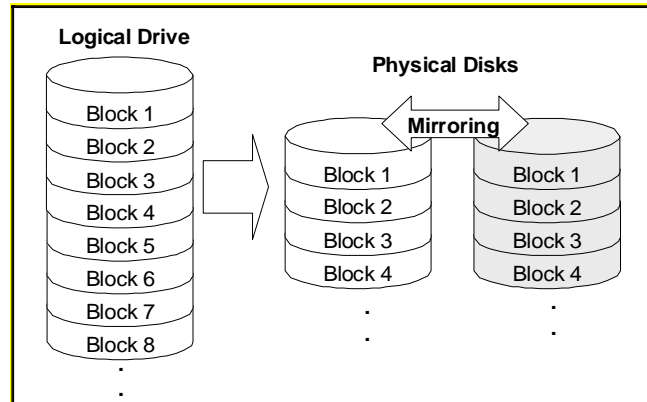 Logical Drive
Block 1
Block 2
Block 3
Block 4
Block 5
Block 6
Block 7
Block 8
.
.
Physical Disks
Mirroring
Block 1
Block 2
Block 3
Block 4
.
.
Block 1
Block 2
Block 3
Block 4
.
.